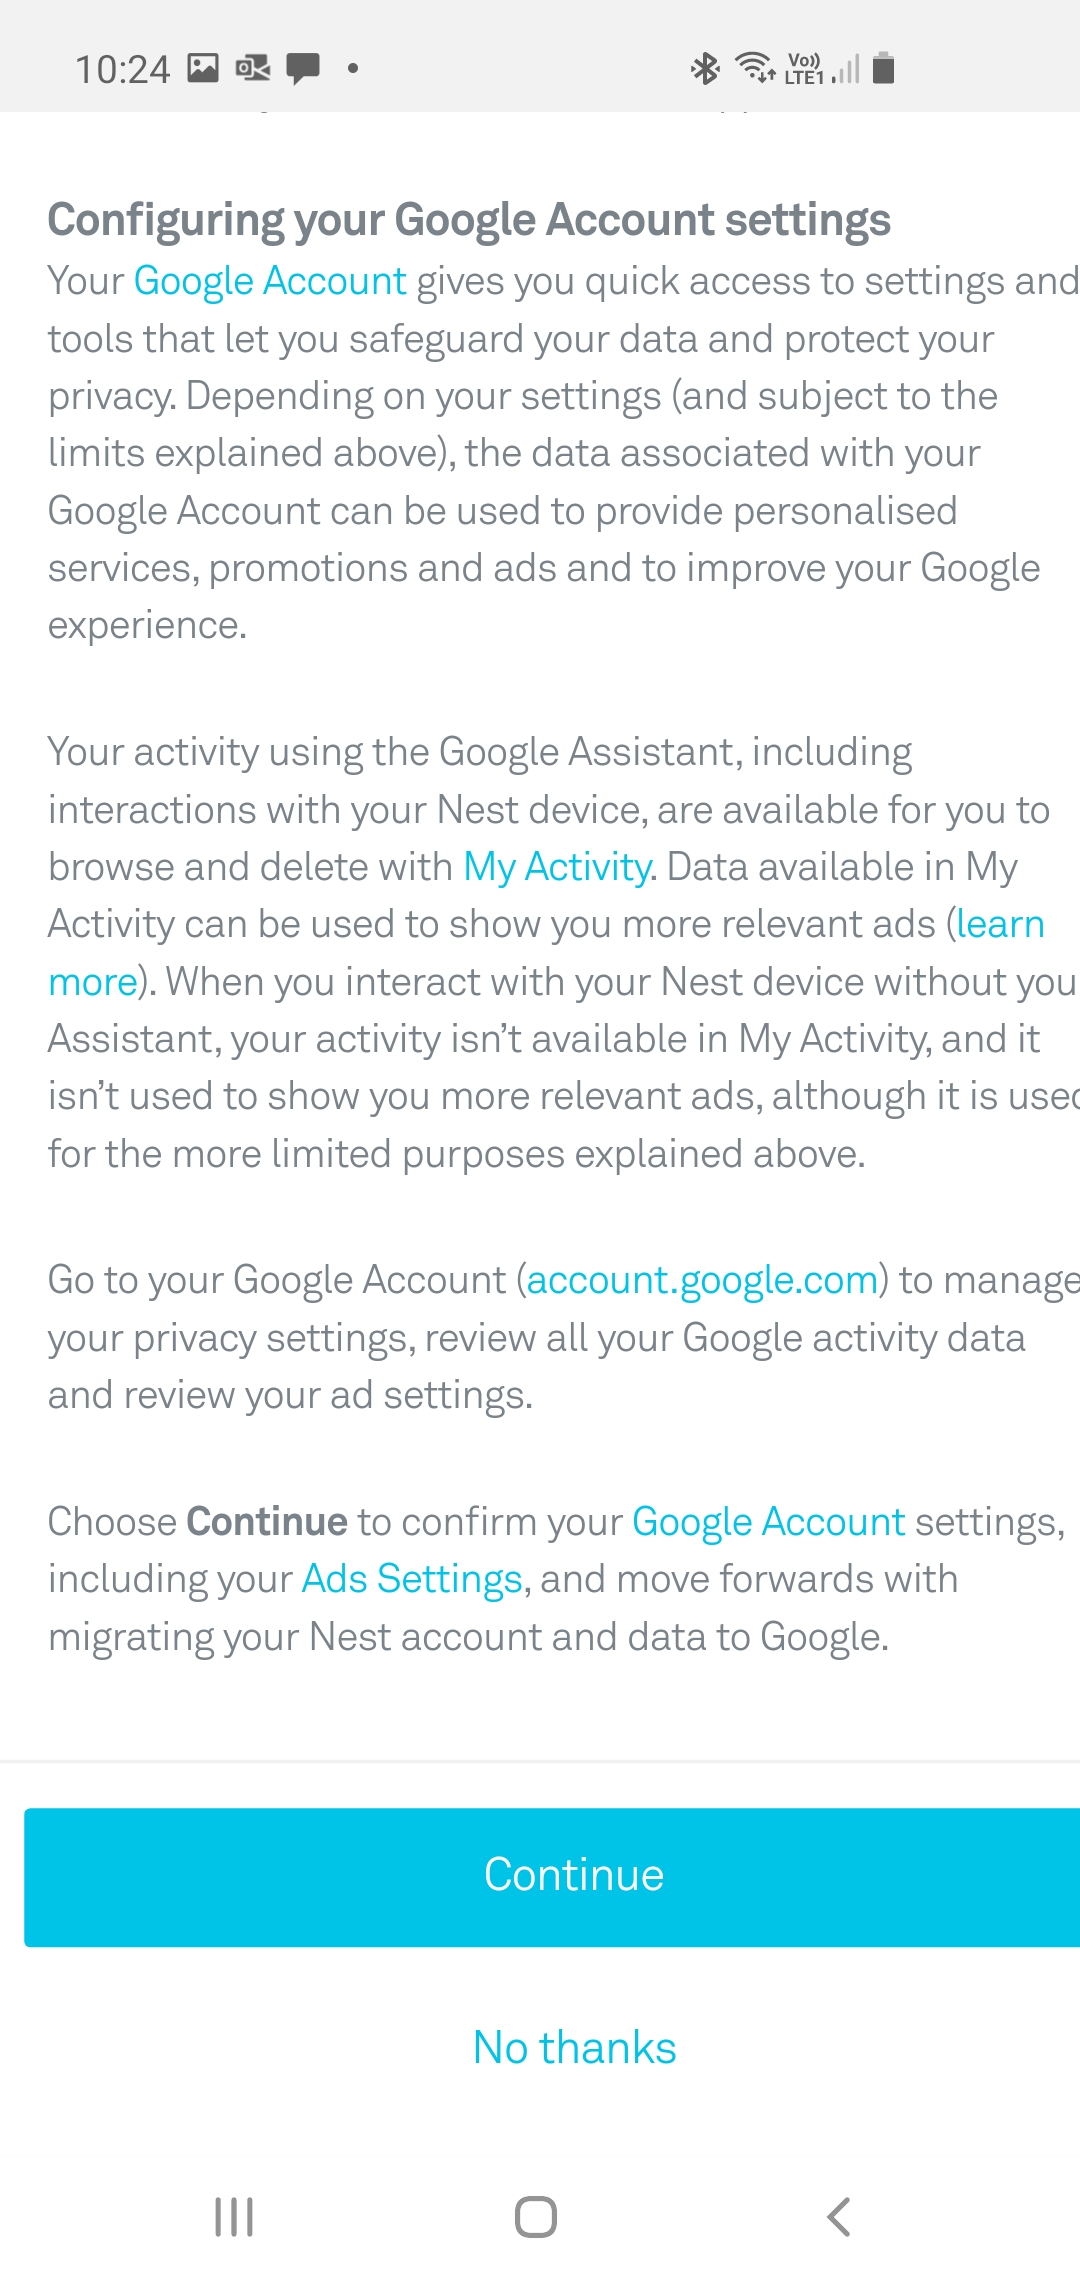 10:24
Vo))
LTE1
Configuring your Google Account settings
Your Google Account gives you quick access to settings and
tools that let you safeguard your data and protect your
privacy. Depending on your settings (and subject to the
limits explained above), the data associated with your
Google Account can be used to provide personalised
services, promotions and ads and to improve your Google
experience.
Your activity using the Google Assistant, including
interactions with your Nest device, are available for you to
browse and delete with My Activity. Data available in My
Activity can be used to show you more relevant ads (learn
more). When you interact with your Nest device without you
Assistant, your activity isn’t available in My Activity, and it
isn’t used to show you more relevant ads, although it is used
for the more limited purposes explained above.
Go to your Google Account (account.google.com) to manage
your privacy settings, review all your Google activity data
and review your ad settings.
Choose Continue to confirm your Google Account settings,
including your Ads Settings, and move forwards with
migrating your Nest account and data to Google.
Continue
No thanks